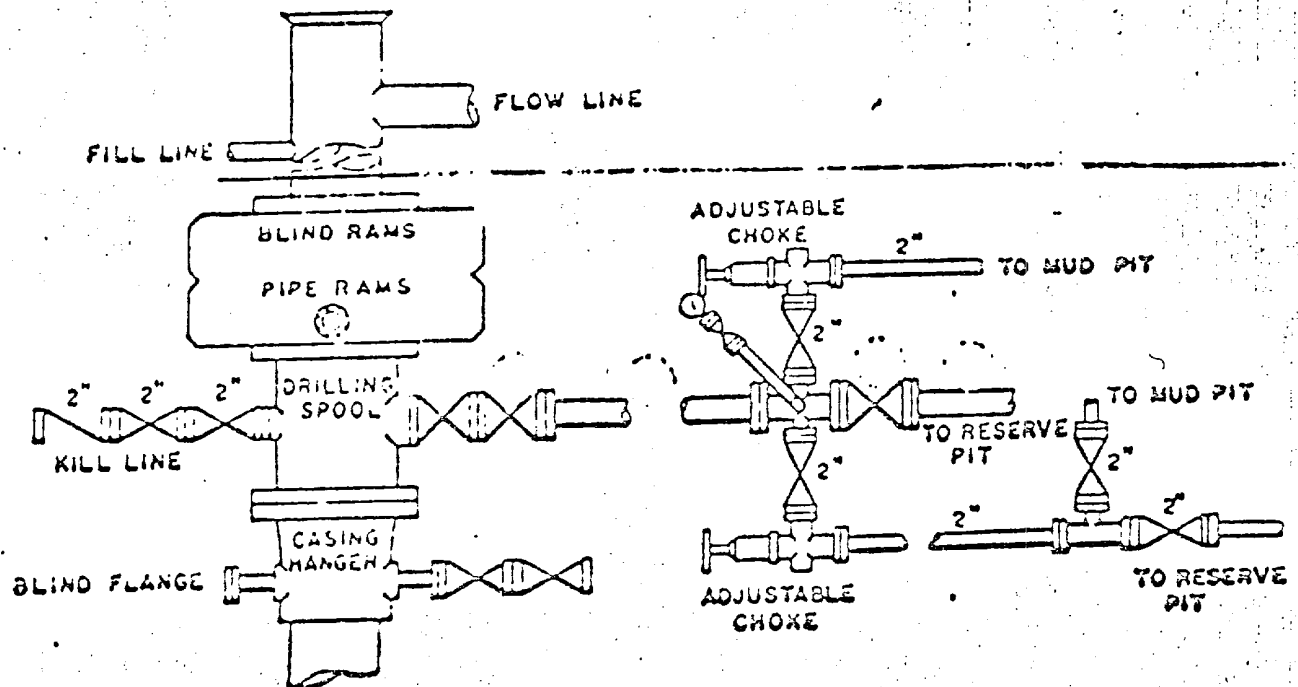 FLOW LINE
FILL LINE
BLIND RAMS
PIPE RAMS
DRILLING
SPOOL
2" 2" 2"
KILL LINE
CASING
HANGER
BLIND FLANGE
ADJUSTABLE
CHOKE
2"
TO MUD PIT
2"
TO RESERVE
PIT
2"
ADJUSTABLE
CHOKE
TO MUD PIT
2"
2"
2"
TO RESERVE
PIT